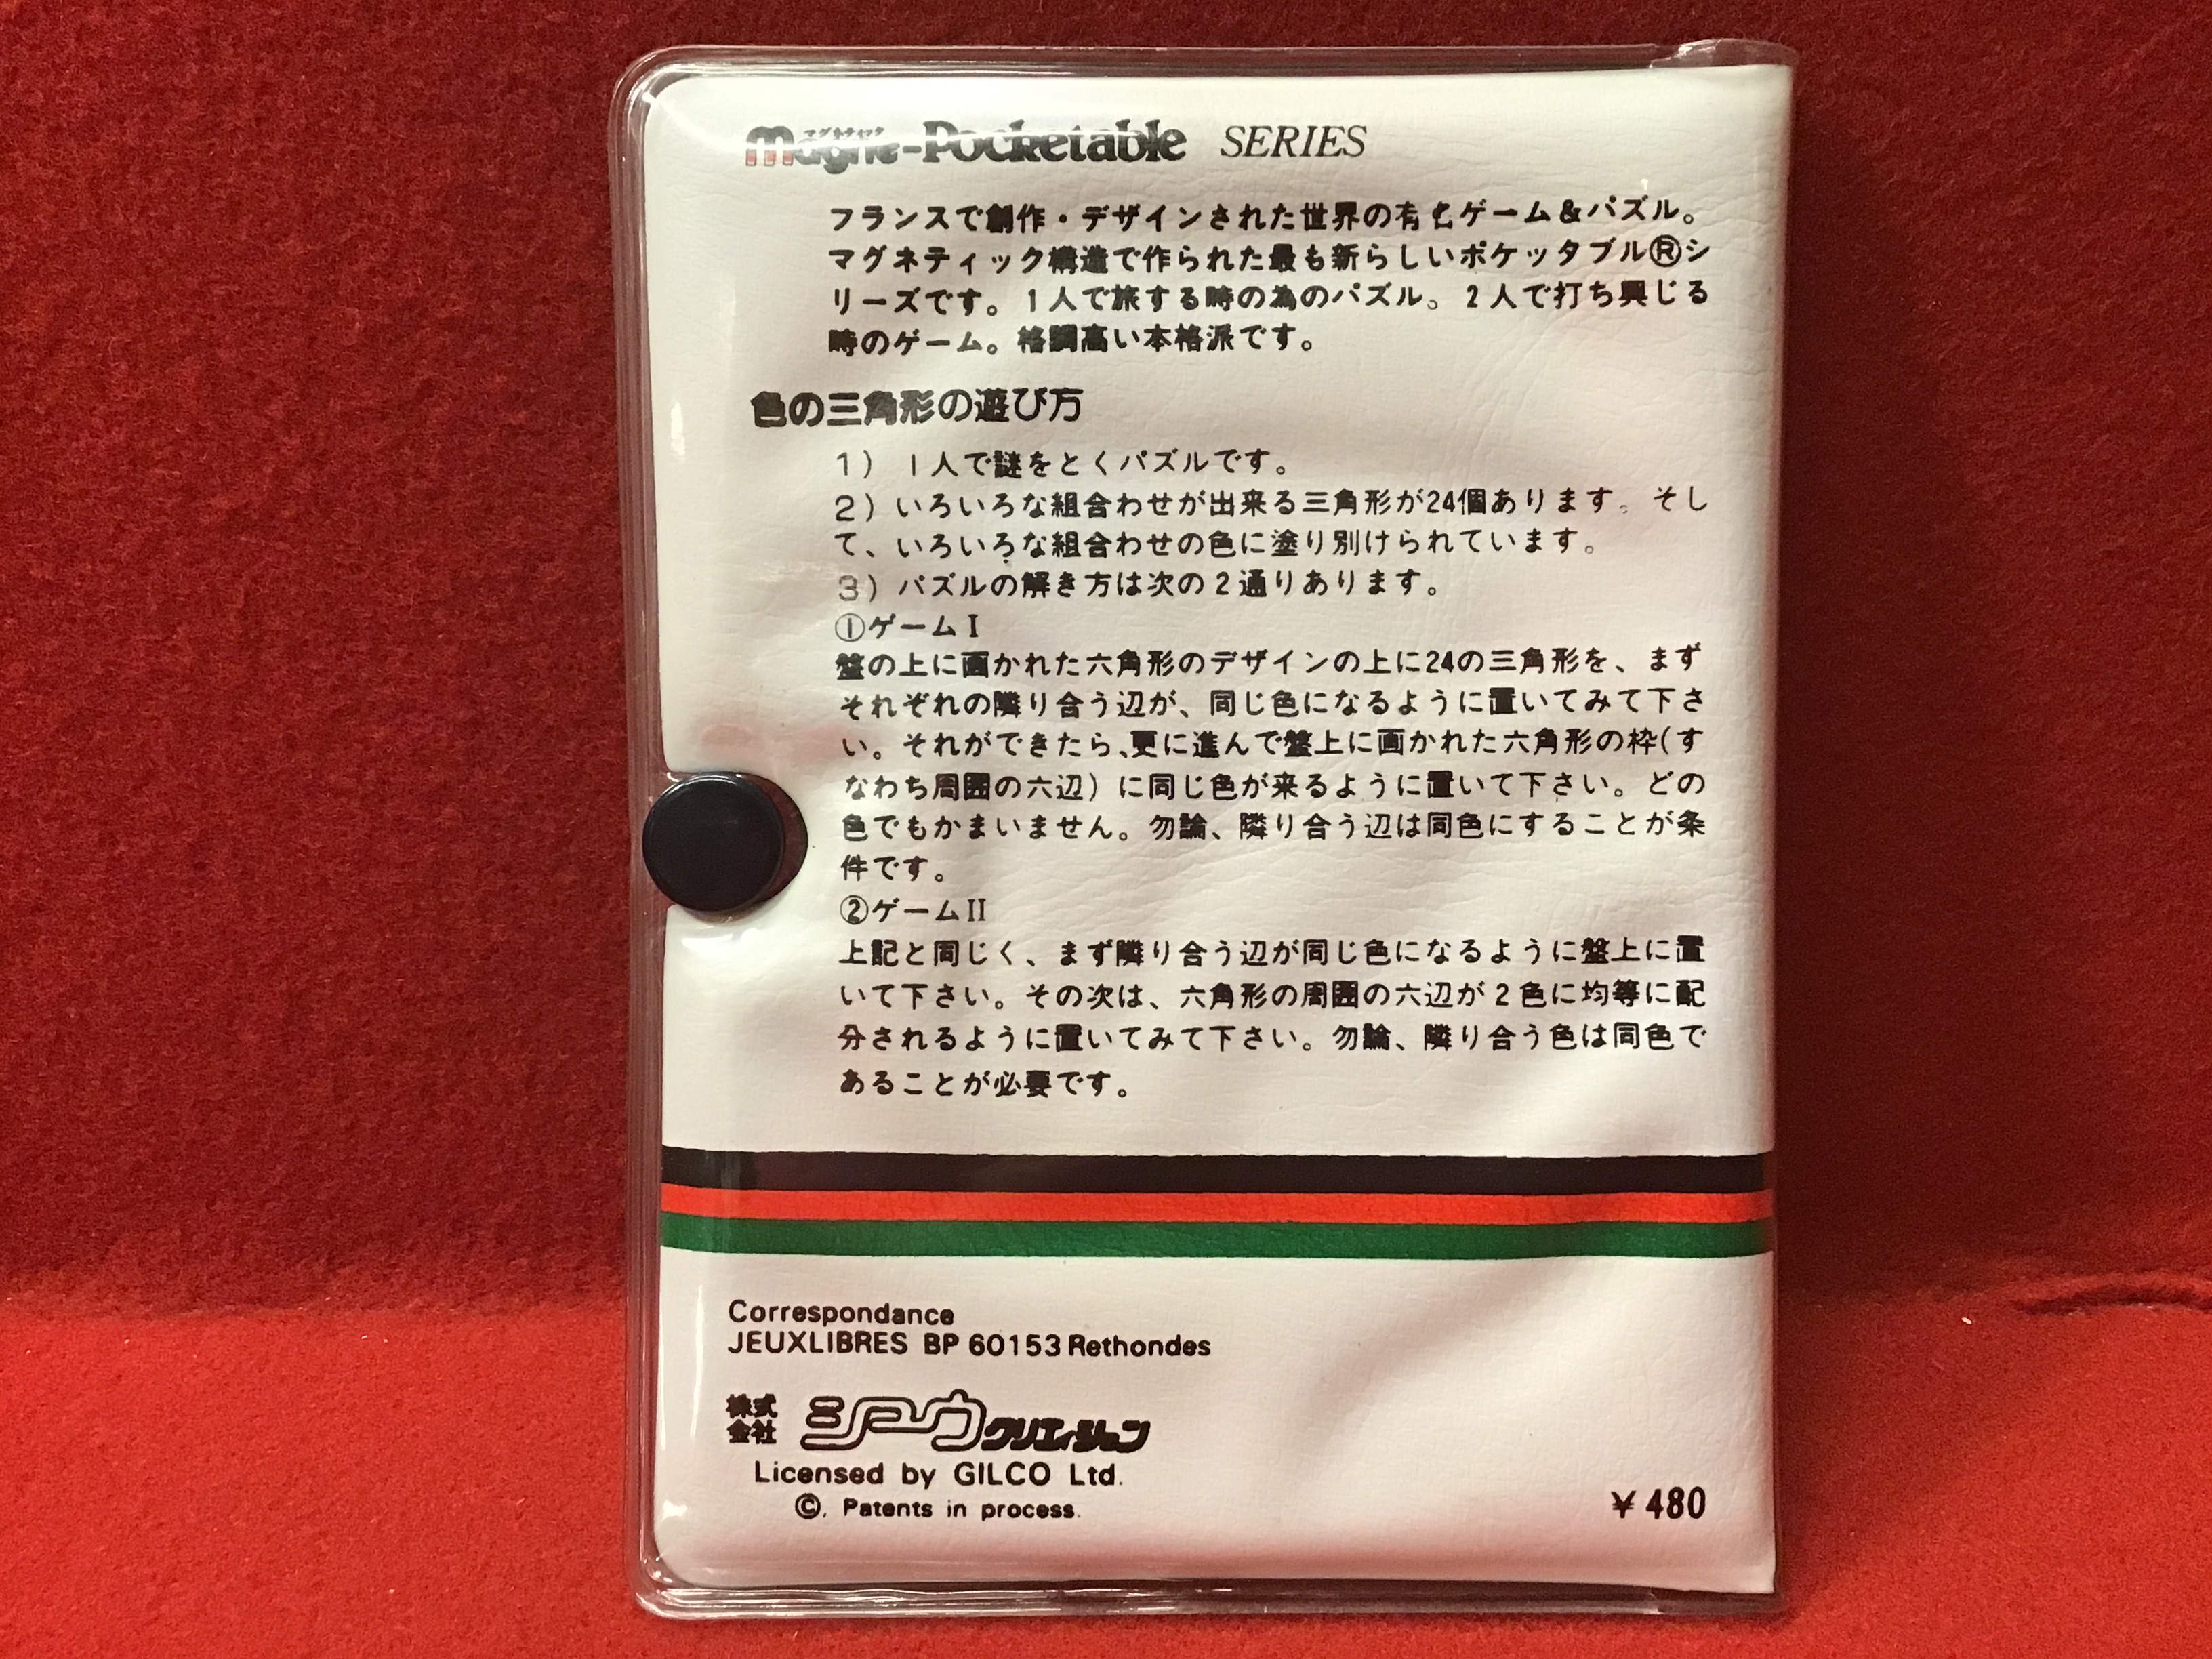 magne-Pocketable SERIES
フランスで創作・デザインされた世界の有名ゲーム&パズル。
マグネティック構造で作られた最も新らしいポケッタブルⓇシ
リーズです。1人で旅する時の為のパズル。2人で打ち興じる
時のゲーム。格調高い本格派です。
色の三角形の遊び方
1) 1人で謎をとくパズルです。
2) いろいろな組合わせが出来る三角形が24個あります。そし
て、いろいろな組合わせの色に塗り別けられています。
3) パズルの解き方は次の2通りあります。
①ゲームI
盤の上に画かれた六角形のデザインの上に24の三角形を、まず
それぞれの隣り合う辺が、同じ色になるように置いてみて下さ
い。それができたら、更に進んで盤上に画かれた六角形の枠(す
なわち周囲の六辺)に同じ色が来るように置いて下さい。どの
色でもかまいません。勿論、隣り合う辺は同色にすることが条
件です。
②ゲームII
上記と同じく、まず隣り合う辺が同じ色になるように盤上に置
いて下さい。その次は、六角形の周囲の六辺が2色に均等に配
分されるように置いてみて下さい。勿論、隣り合う色は同色で
あることが必要です。
Correspondance
JEUXLIBRES BP 60153 Rethondes
株式
会社
クリエイション
Licensed by GILCO Ltd.
©. Patents in process.
¥480